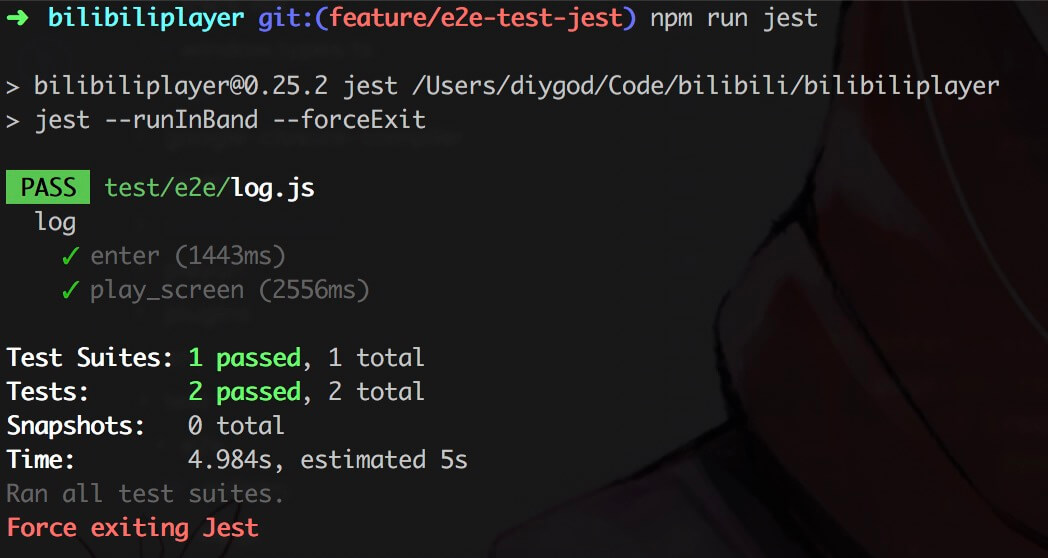 ➜ bilibiliplayer git:(feature/e2e-test-jest) npm run jest
> bilibiliplayer@0.25.2 jest /Users/diygod/Code/bilibili/bilibiliplayer
> jest --runInBand --forceExit
PASS test/e2e/log.js
log
✓ enter (1443ms)
✓ play_screen (2556ms)
Test Suites: 1 passed, 1 total
Tests: 2 passed, 2 total
Snapshots: 0 total
Time: 4.984s, estimated 5s
Ran all test suites.
Force exiting Jest